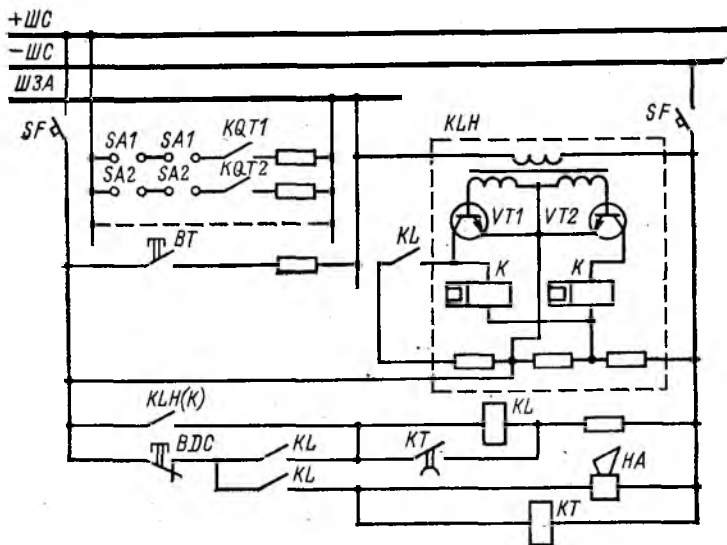 +ШС
−ШС
ШЗА
SF
SF
KLH
SA1 SA1 KQT1
SA2 SA2 KQT2
BT
VT1 VT2
KL
K K
KLH(K)
KL
BDC
KL
KT
HA
KL
KT